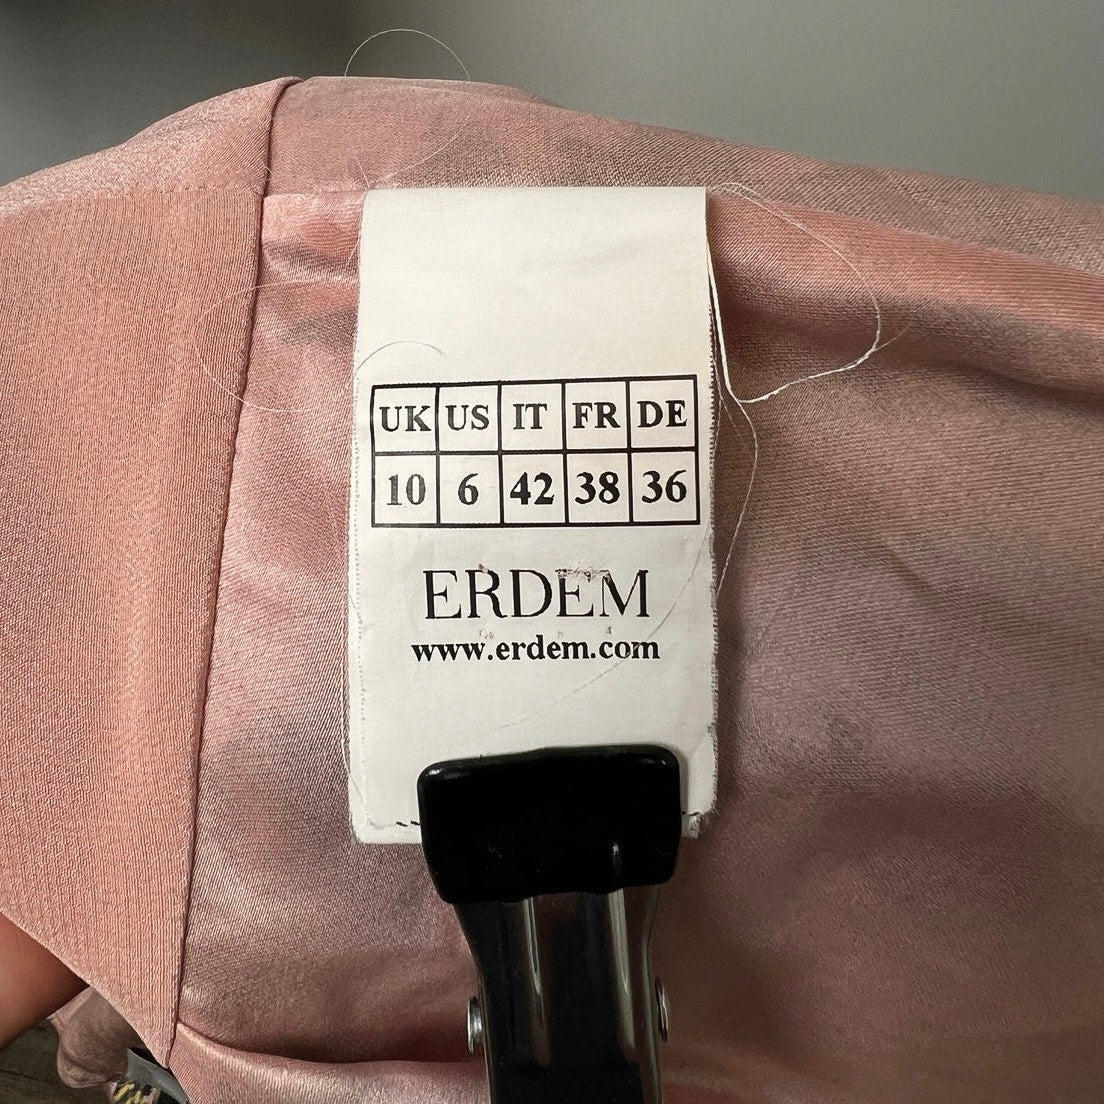 UK US IT FR DE
10 6 42 38 36
ERDEM
www.erdem.com